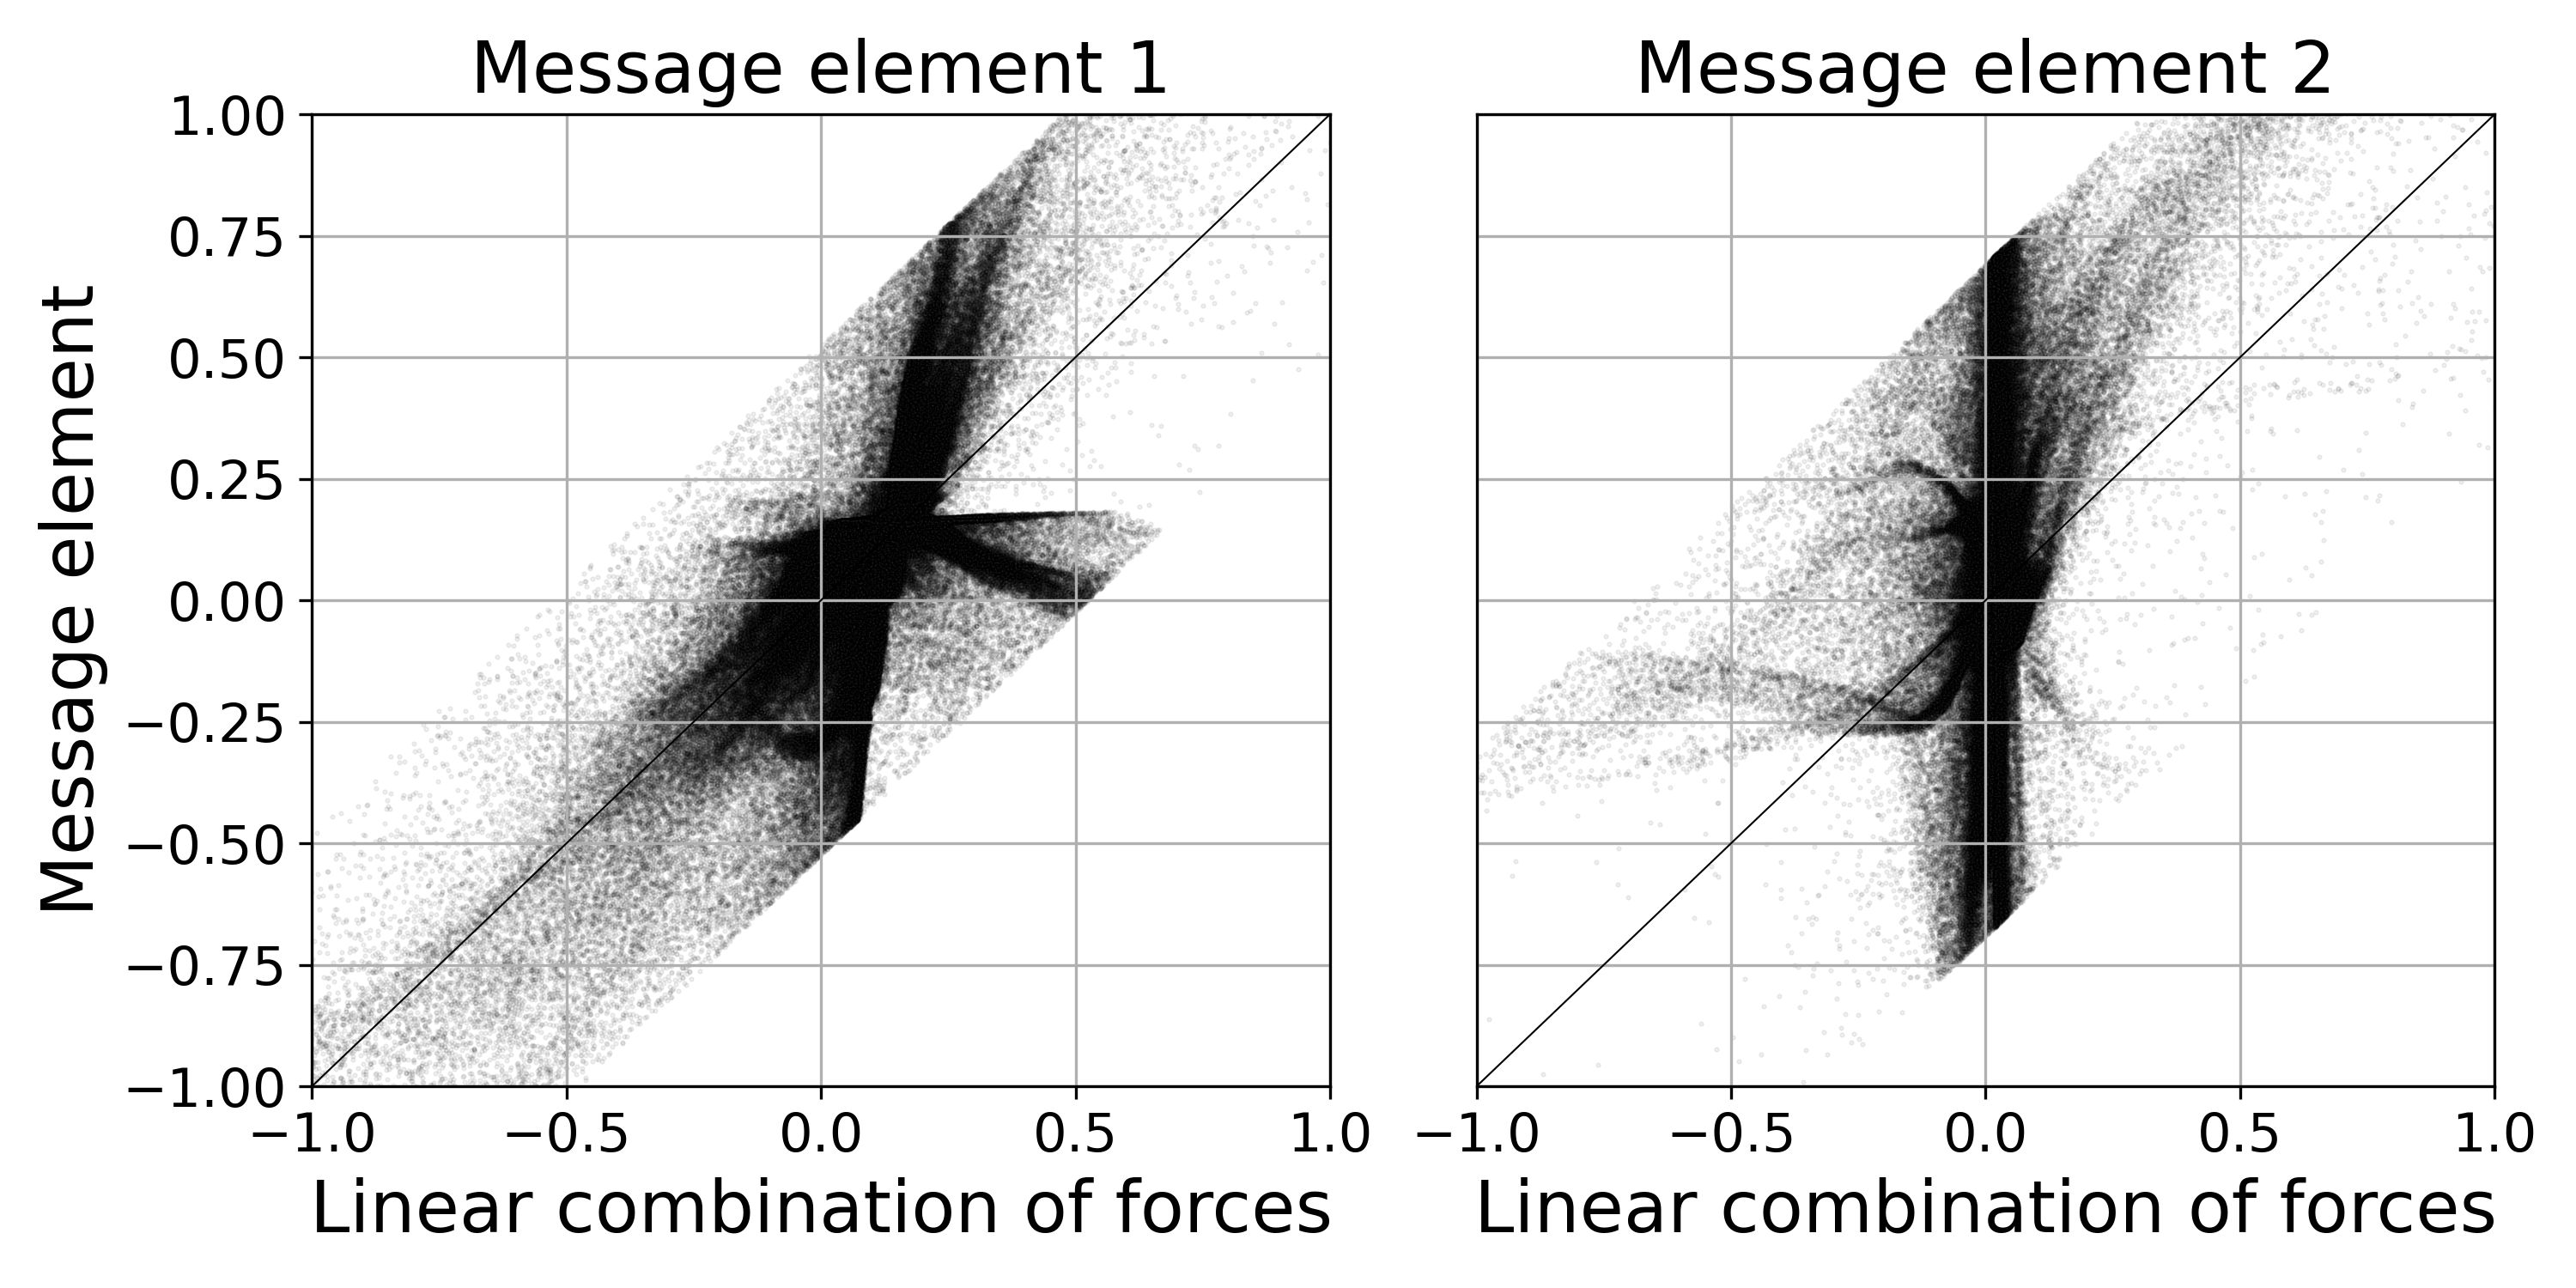 Message element 1
Message element 2
Message element
1.00
0.75
0.50
0.25
0.00
−0.25
−0.50
−0.75
−1.00
−1.0 −0.5 0.0 0.5 1.0
−1.0 −0.5 0.0 0.5 1.0
Linear combination of forces
Linear combination of forces